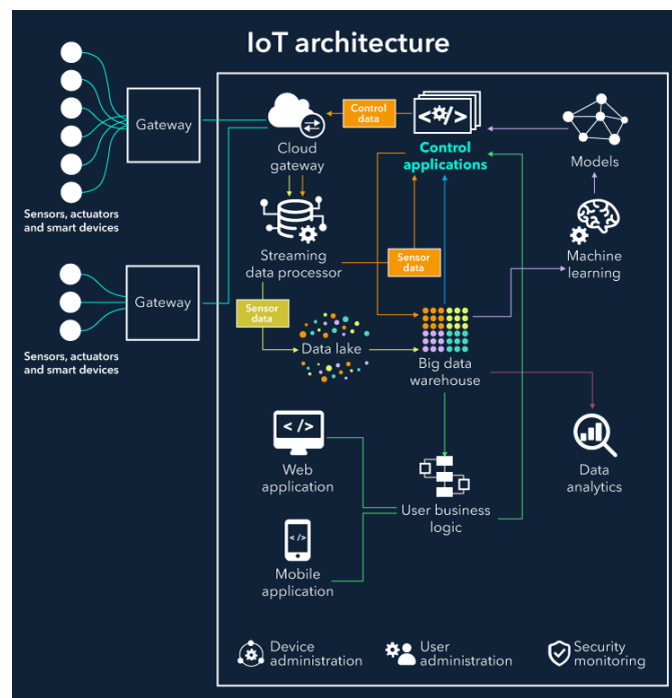 IoT architecture
Gateway
Sensors, actuators
and smart devices
Gateway
Sensors, actuators
and smart devices
Cloud
gateway
Control
data
</>
Control
applications
Models
Streaming
data processor
Sensor
data
Machine
learning
Sensor
data
Data lake
Big data
warehouse
</>
Web
application
User business
logic
Data
analytics
</>
Mobile
application
Device
administration
User
administration
Security
monitoring